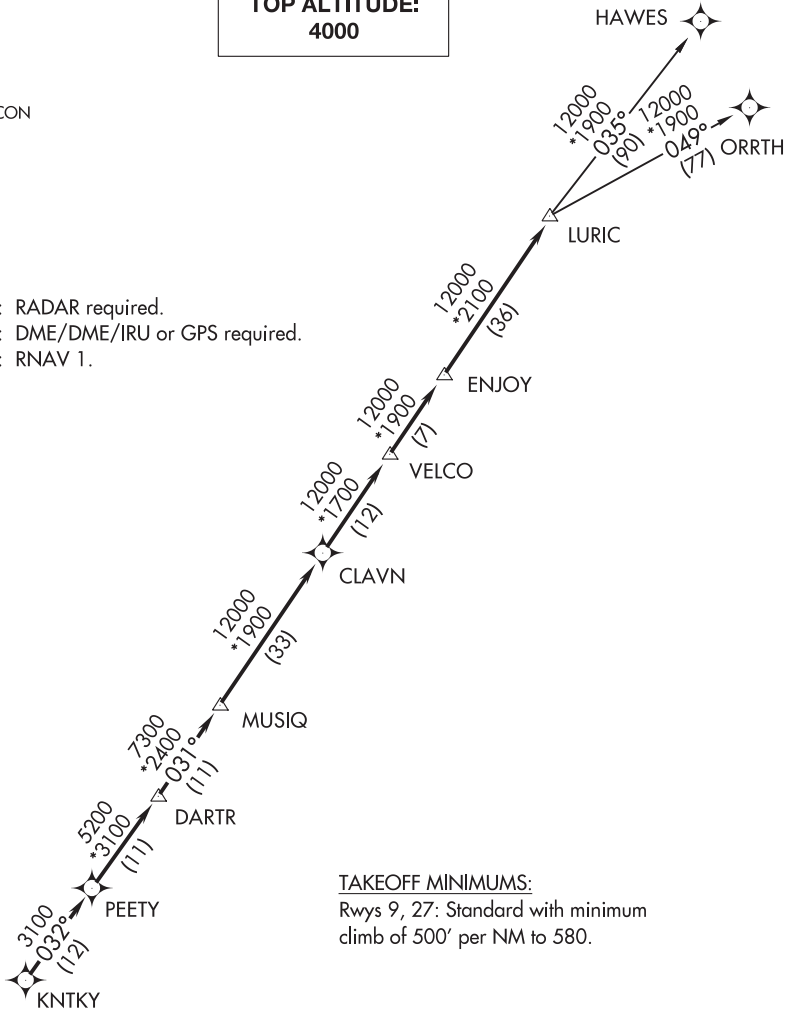 TOP ALTITUDE:
4000
HAWES
CON
12000
*1900
035°
(90)
12000
*1900
049°
(77)
ORRTH
LURIC
: RADAR required.
: DME/DME/IRU or GPS required.
: RNAV 1.
12000
*2100
(36)
ENJOY
12000
*1900
(7)
VELCO
12000
*1700
(12)
CLAVN
12000
*1900
(33)
MUSIQ
7300
*2400
031°
(11)
DARTR
5200
*3100
(11)
PEETY
TAKEOFF MINIMUMS:
Rwys 9, 27: Standard with minimum
climb of 500' per NM to 580.
3100
032°
(12)
KNTKY